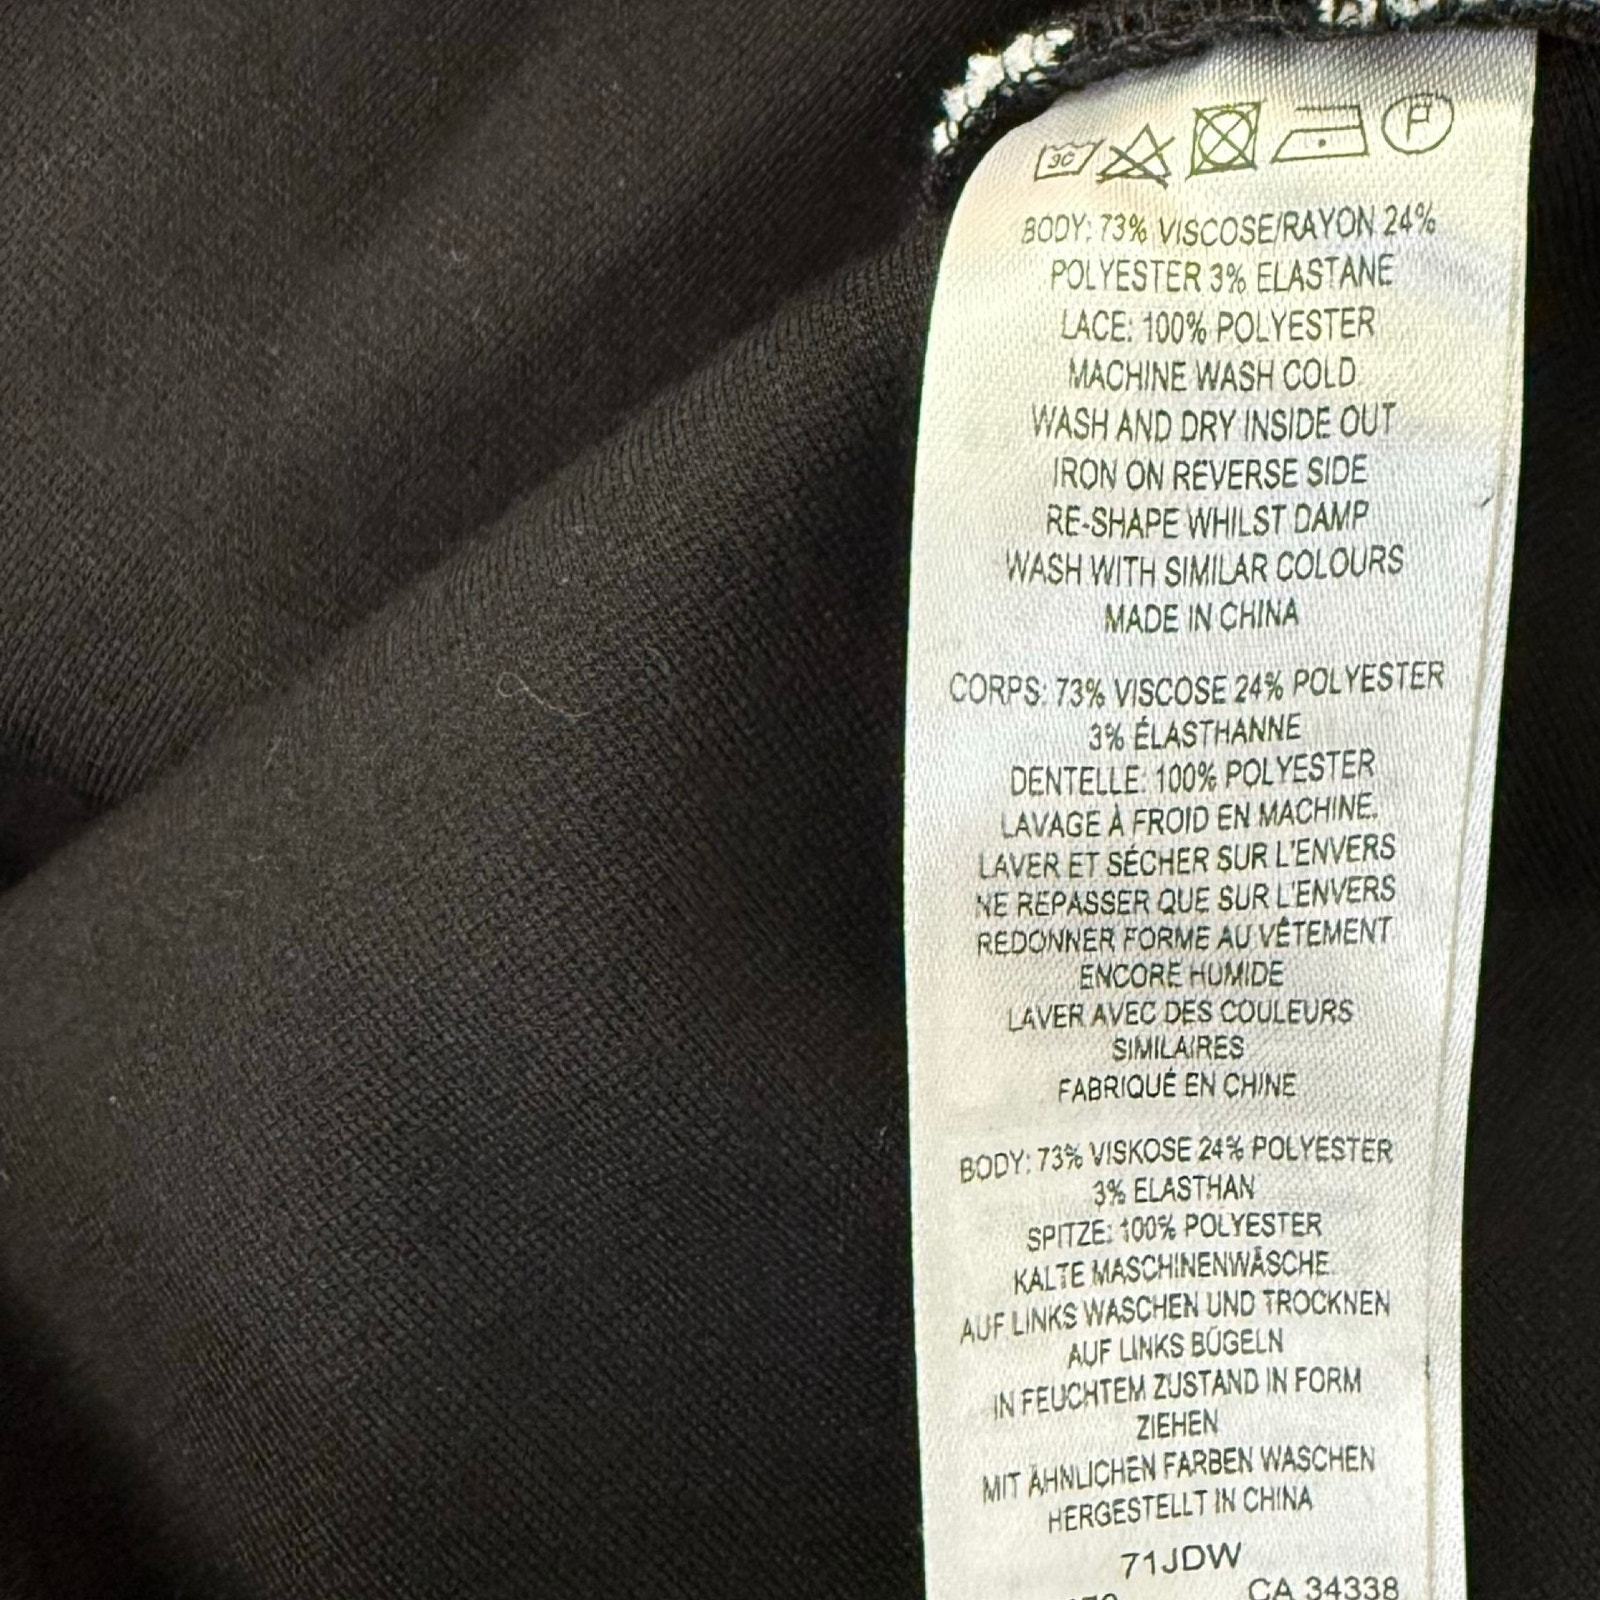 30
P
BODY: 73% VISCOSE/RAYON 24%
POLYESTER 3% ELASTANE
LACE: 100% POLYESTER
MACHINE WASH COLD.
WASH AND DRY INSIDE OUT
IRON ON REVERSE SIDE
RE-SHAPE WHILST DAMP
WASH WITH SIMILAR COLOURS
MADE IN CHINA
CORPS: 73% VISCOSE 24% POLYESTER
3% ÉLASTHANNE
DENTELLE: 100% POLYESTER
LAVAGE À FROID EN MACHINE.
LAVER ET SÉCHER SUR L'ENVERS
NE REPASSER QUE SUR L'ENVERS
REDONNER FORME AU VÊTEMENT
ENCORE HUMIDE
LAVER AVEC DES COULEURS
SIMILAIRES
FABRIQUÉ EN CHINE
BODY: 73% VISKOSE 24% POLYESTER
3% ELASTHAN
SPITZE: 100% POLYESTER
KALTE MASCHINENWÄSCHE.
AUF LINKS WASCHEN UND TROCKNEN
AUF LINKS BÜGELN
IN FEUCHTEM ZUSTAND IN FORM
ZIEHEN
MIT ÄHNLICHEN FARBEN WASCHEN
HERGESTELLT IN CHINA
71JDW
CA 34338